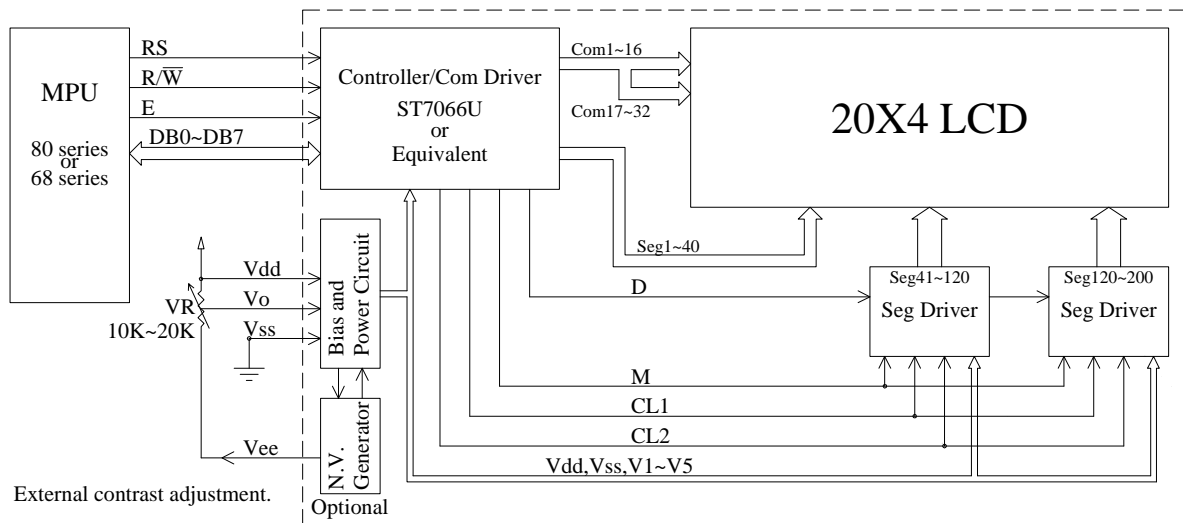 MPU
80 series
or
68 series
RS
R/W̅
E
DB0~DB7
Controller/Com Driver
ST7066U
or
Equivalent
Com1~16
Com17~32
20X4 LCD
Seg1~40
D
Seg41~120
Seg Driver
Seg120~200
Seg Driver
Vdd
Vo
Vss
VR
10K~20K
Bias and
Power Circuit
M
CL1
CL2
Vdd,Vss,V1~V5
Vee
N.V.
Generator
Optional
External contrast adjustment.